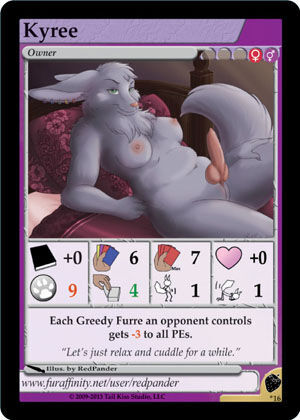 Kyree
Owner
+0 6 7 +0
Max
9 4 1 1
Each Greedy Furre an opponent controls
gets -3 to all PEs.
“Let’s just relax and cuddle for a while.”
Illus. by RedPander
www.furaffinity.net/user/redpander
© 2009-2015 Tail Kiss Studio, LLC
*16